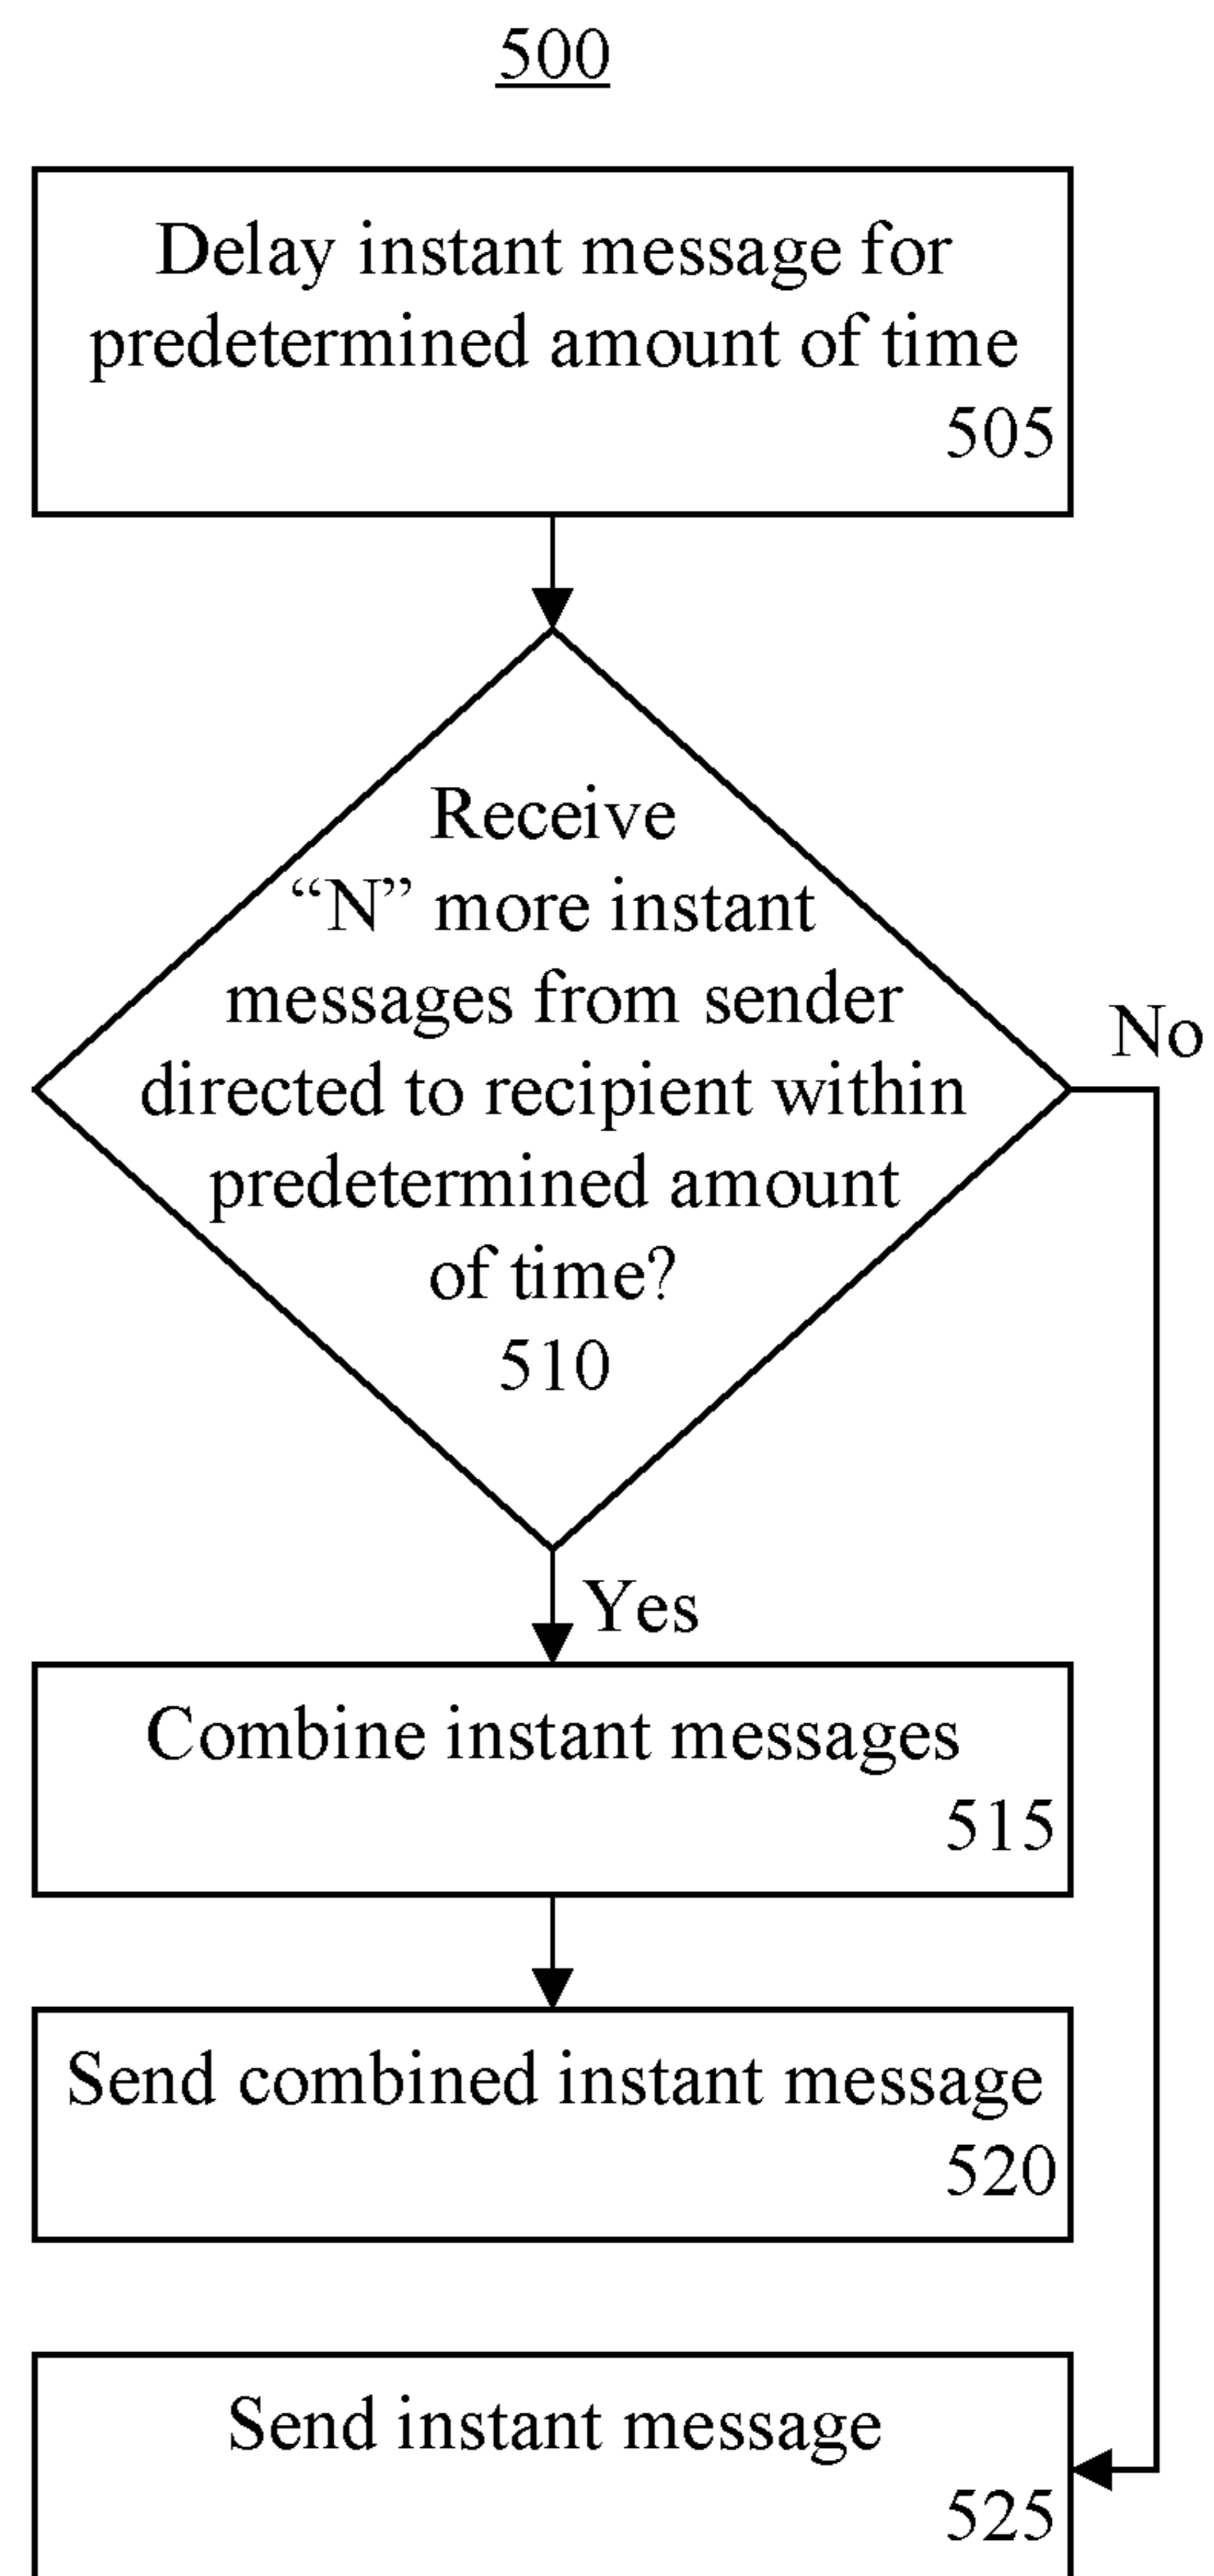 500
Delay instant message for
predetermined amount of time
505
Receive
“N” more instant
messages from sender
directed to recipient within
predetermined amount
of time?
510
No
Yes
Combine instant messages
515
Send combined instant message
520
Send instant message
525